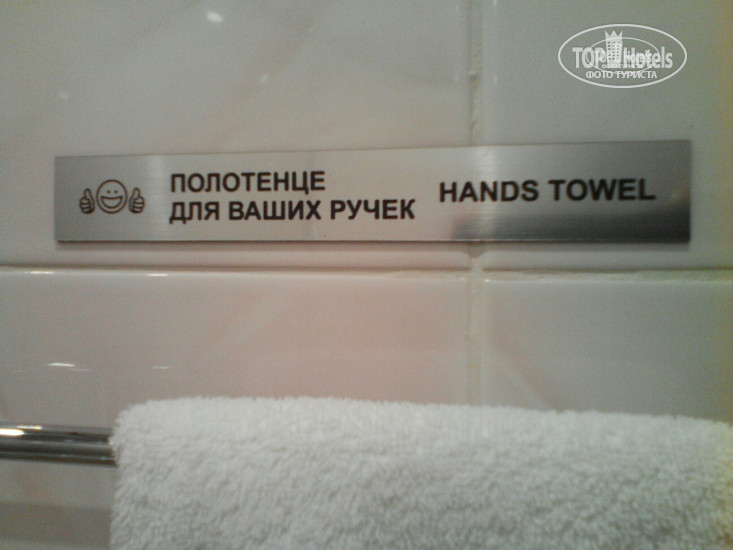 TOP Hotels
ФОТО ТУРИСТА
ПОЛОТЕНЦЕ
ДЛЯ ВАШИХ РУЧЕК
HANDS TOWEL